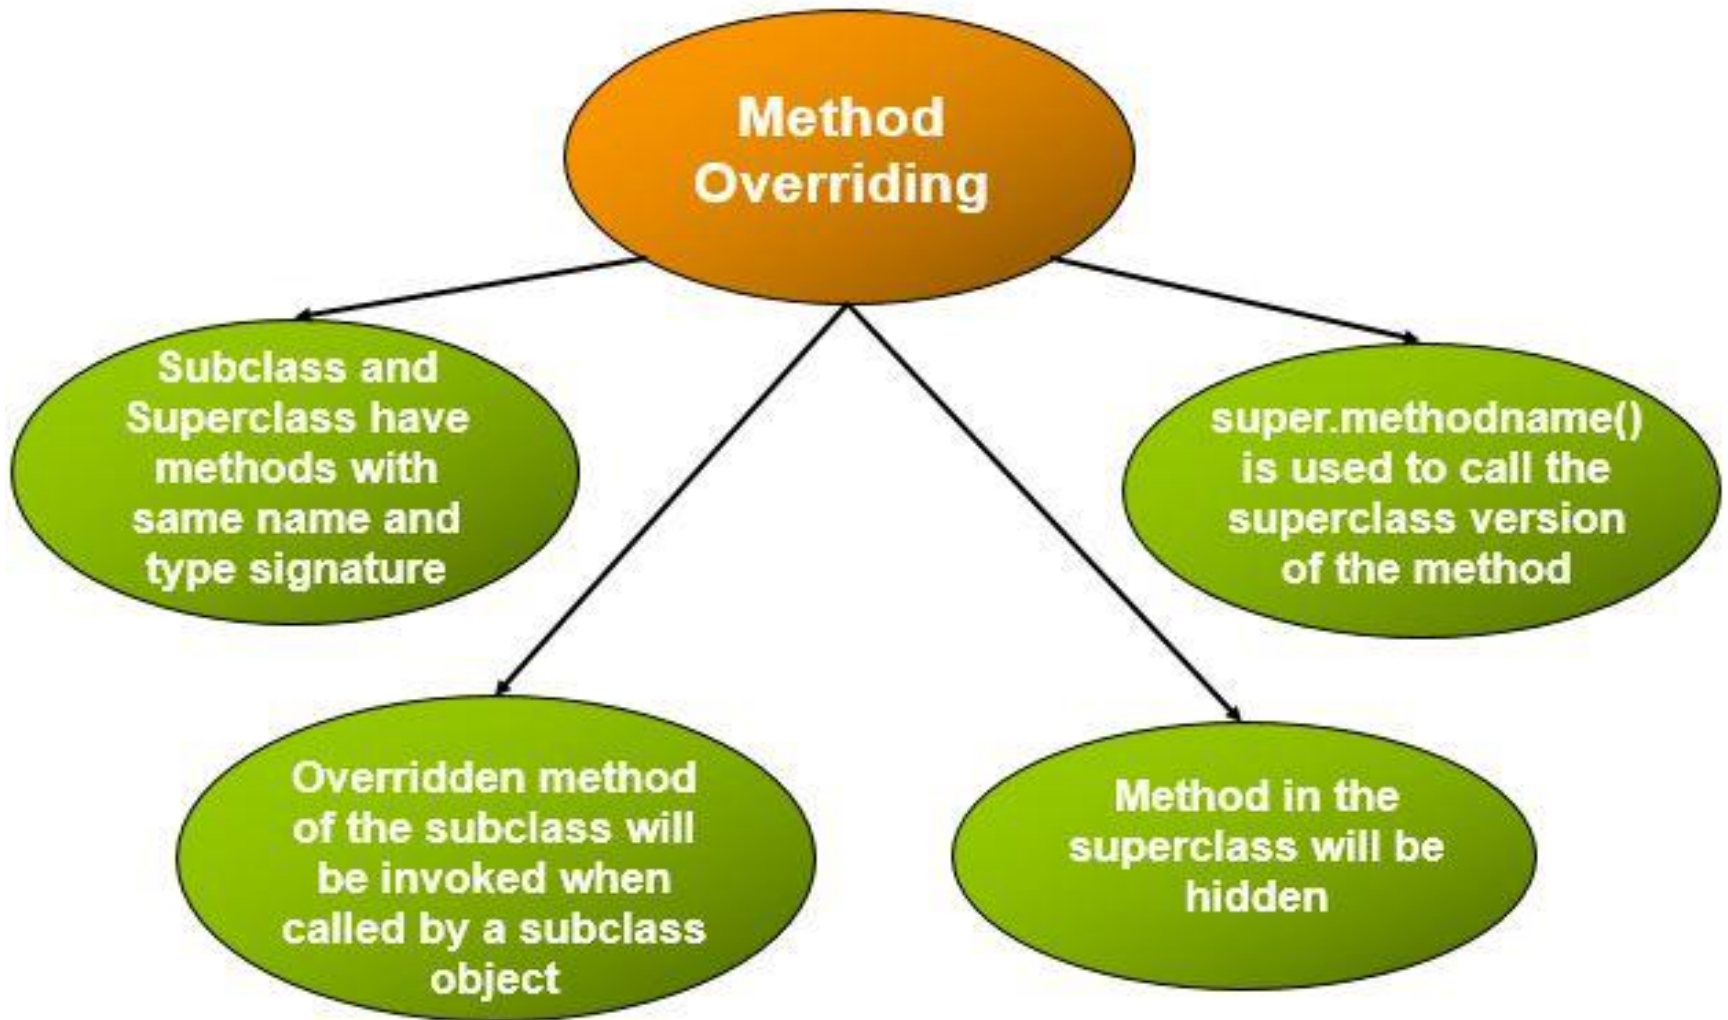 Method
Overriding
Subclass and
Superclass have
methods with
same name and
type signature
super.methodname()
is used to call the
superclass version
of the method
Overridden method
of the subclass will
be invoked when
called by a subclass
object
Method in the
superclass will be
hidden